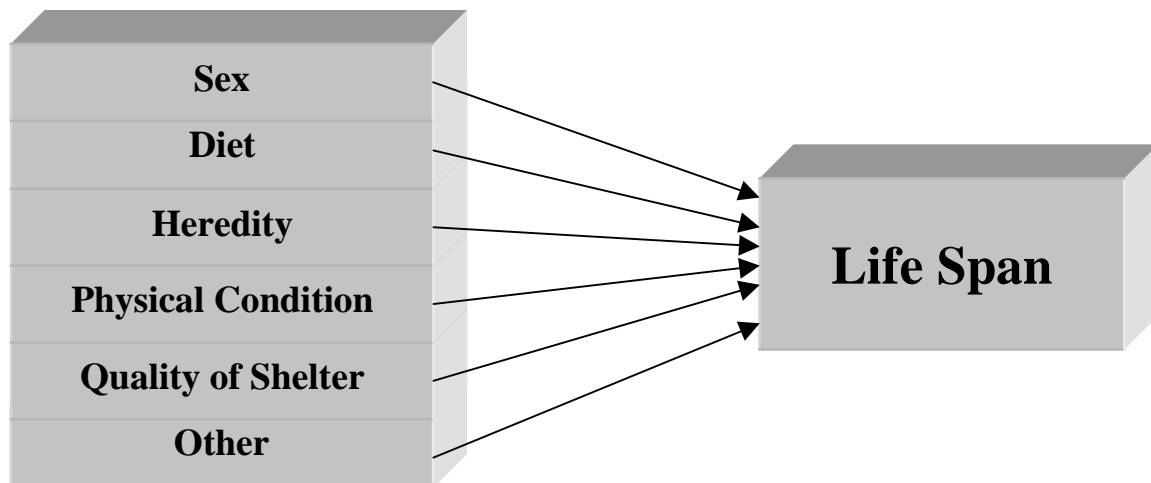 Sex
Diet
Heredity
Physical Condition
Quality of Shelter
Other
Life Span